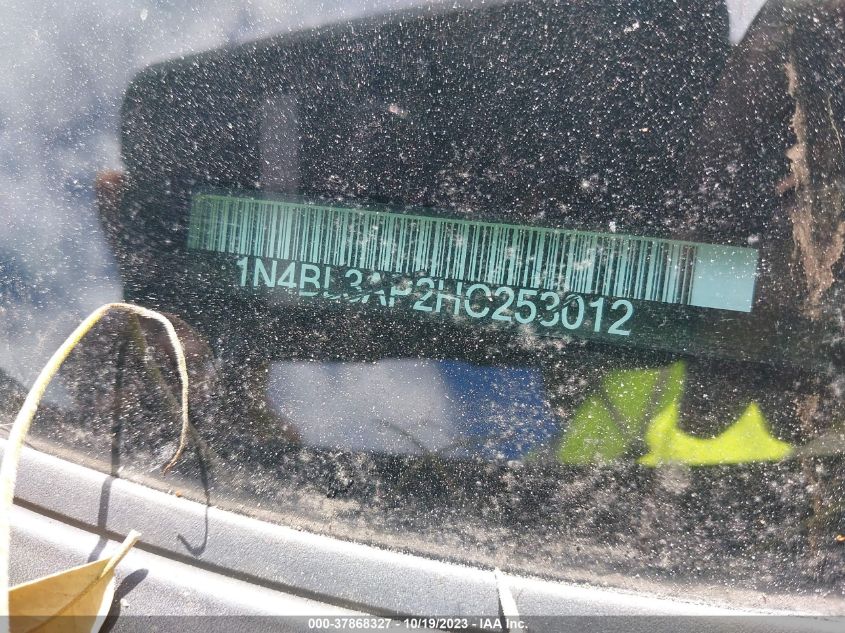 1N4BL3AP2HC253012
000-37868327 - 10/19/2023 - IAA Inc.